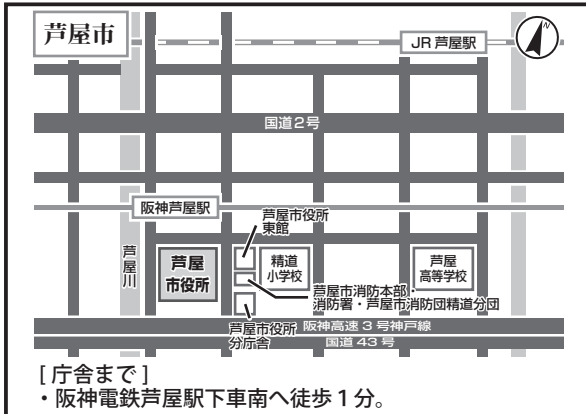 芦屋市
JR 芦屋駅
N
国道2号
阪神芦屋駅
芦屋市役所
東館
芦屋川
芦屋
市役所
精道
小学校
芦屋
高等学校
芦屋市消防本部・
消防署・芦屋市消防団精道分団
芦屋市役所
分庁舎
阪神高速 3 号神戸線
国道 43 号
[ 庁舎まで ]
・阪神電鉄芦屋駅下車南へ徒歩 1 分。